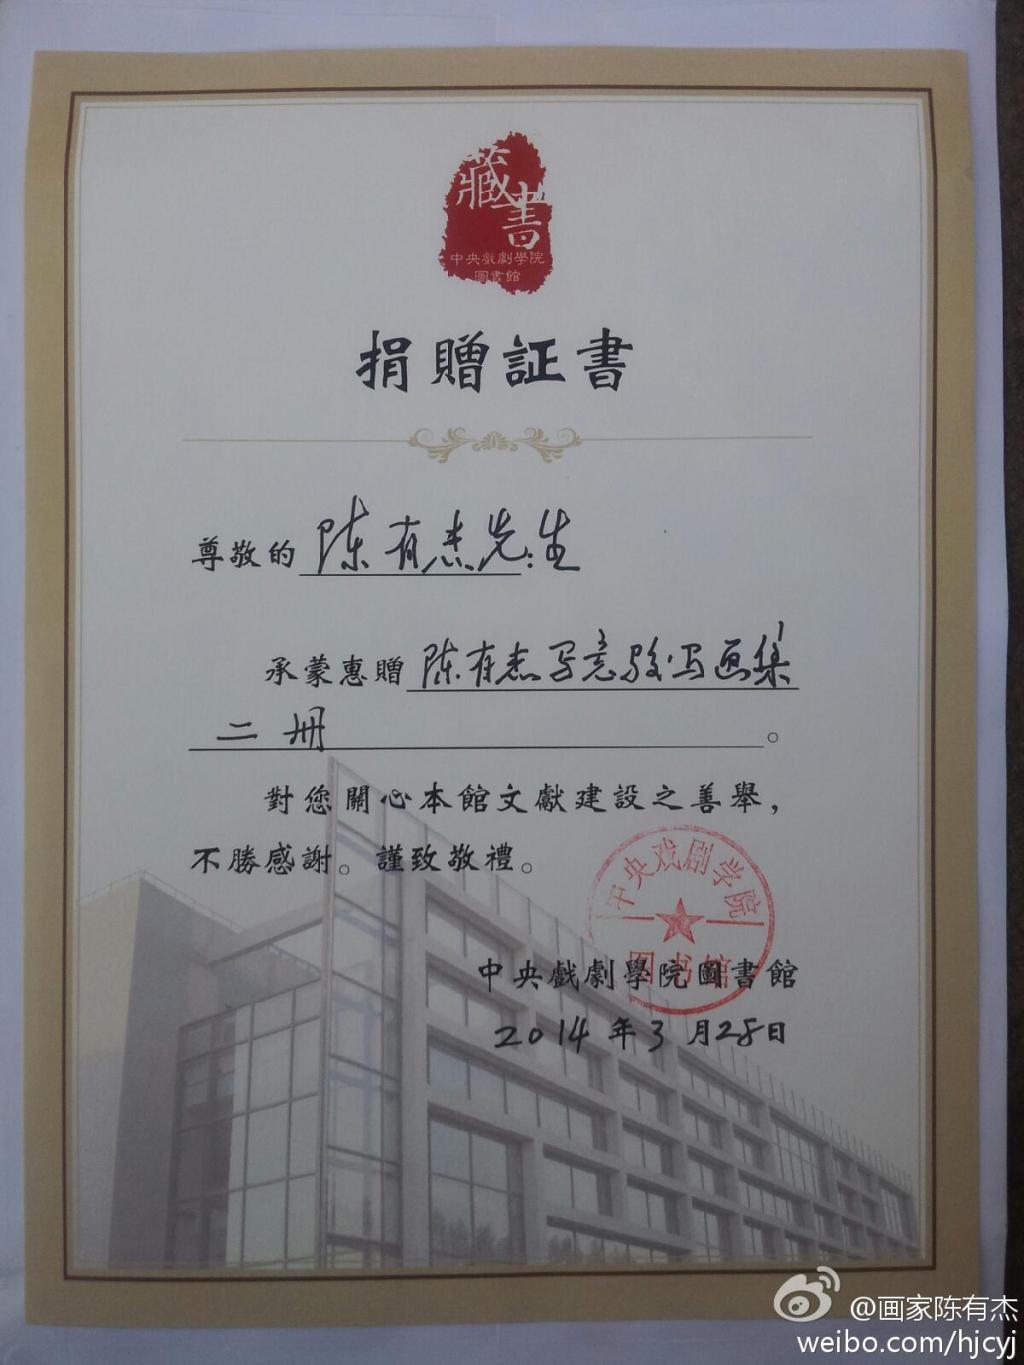 藏書
中央戲劇學院
圖書館
捐贈証書
尊敬的陈有杰先生：
承蒙惠贈陈有杰写意 写画集
二册。
對您關心本館文獻建設之善舉，
不勝感謝。謹致敬禮。
中央戏剧学院
图书馆
中央戲劇學院圖書館
2014年3月28日
@画家陈有杰
weibo.com/hjcyj